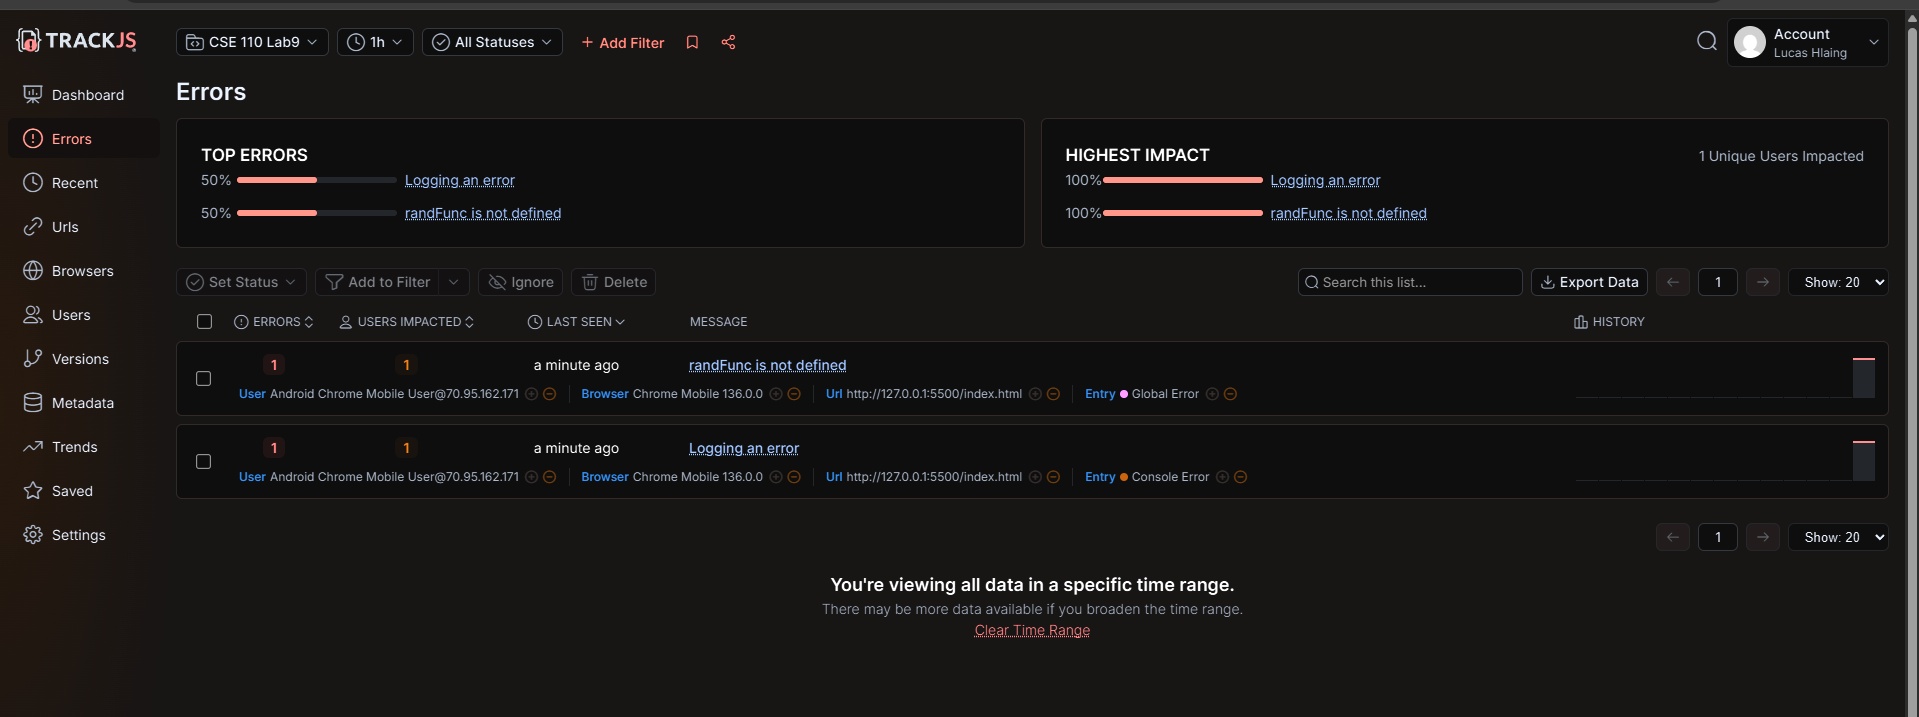 TRACKJS
CSE 110 Lab9 1h All Statuses + Add Filter
Account
Lucas Hlaing
Dashboard
Errors
Recent
Urls
Browsers
Users
Versions
Metadata
Trends
Saved
Settings
Errors
TOP ERRORS
50% Logging an error
50% randFunc is not defined
HIGHEST IMPACT 1 Unique Users Impacted
100% Logging an error
100% randFunc is not defined
Set Status Add to Filter Ignore Delete Search this list... Export Data 1 Show: 20
ERRORS USERS IMPACTED LAST SEEN MESSAGE HISTORY
1 1 a minute ago randFunc is not defined
User Android Chrome Mobile User@70.95.162.171 Browser Chrome Mobile 136.0.0 Url http://127.0.0.1:5500/index.html Entry Global Error
1 1 a minute ago Logging an error
User Android Chrome Mobile User@70.95.162.171 Browser Chrome Mobile 136.0.0 Url http://127.0.0.1:5500/index.html Entry Console Error
1 Show: 20
You're viewing all data in a specific time range.
There may be more data available if you broaden the time range.
Clear Time Range